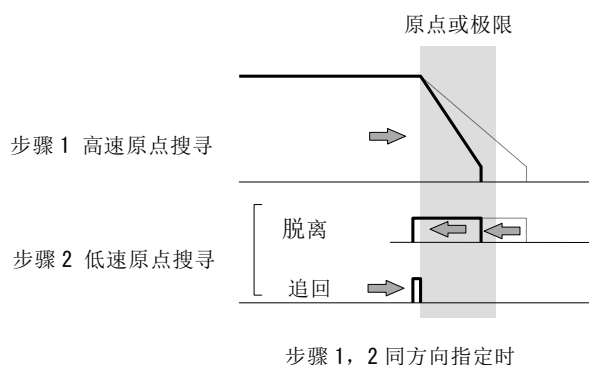 原点或极限
步骤 1 高速原点搜寻
脱离
步骤 2 低速原点搜寻
追回
步骤 1，2 同方向指定时